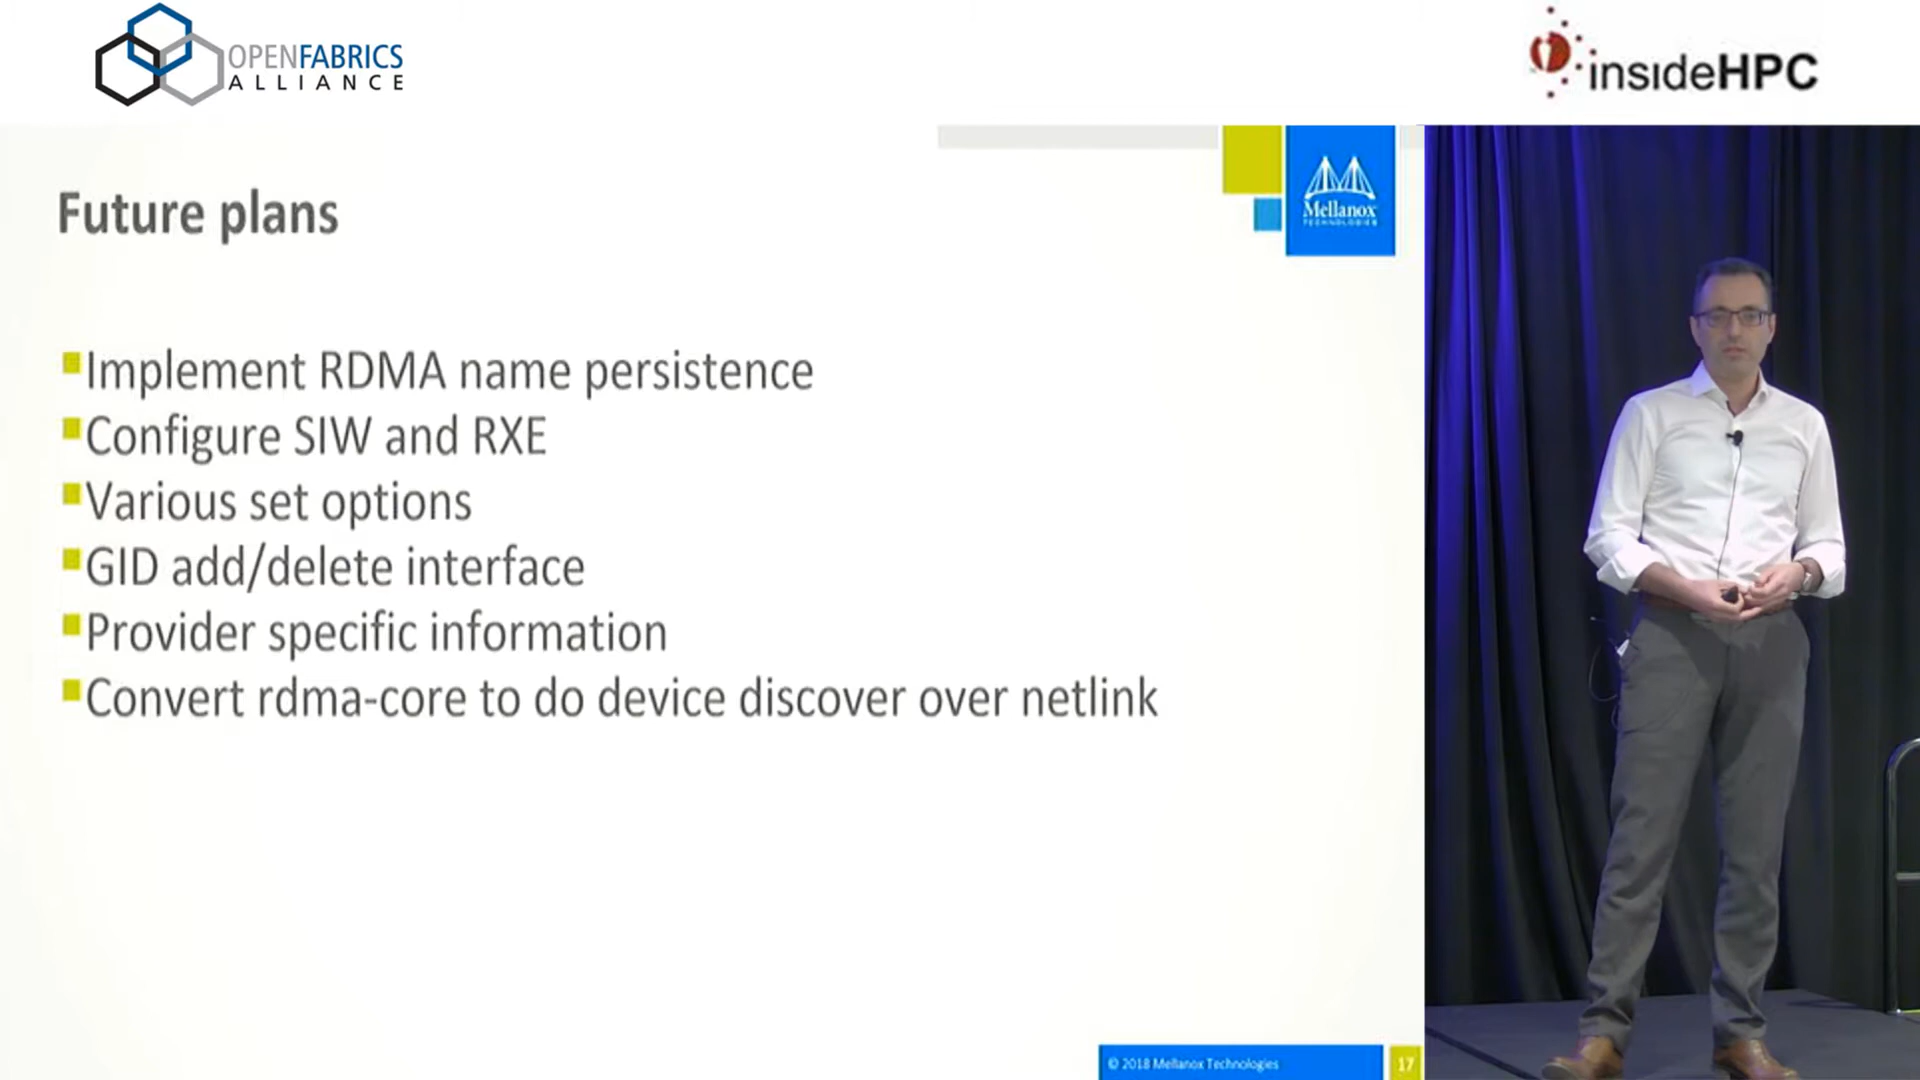 OPENFABRICS
ALLIANCE
insideHPC
Mellanox
TECHNOLOGIES
Future plans
Implement RDMA name persistence
Configure SIW and RXE
Various set options
GID add/delete interface
Provider specific information
Convert rdma-core to do device discover over netlink
© 2018 Mellanox Technologies
17